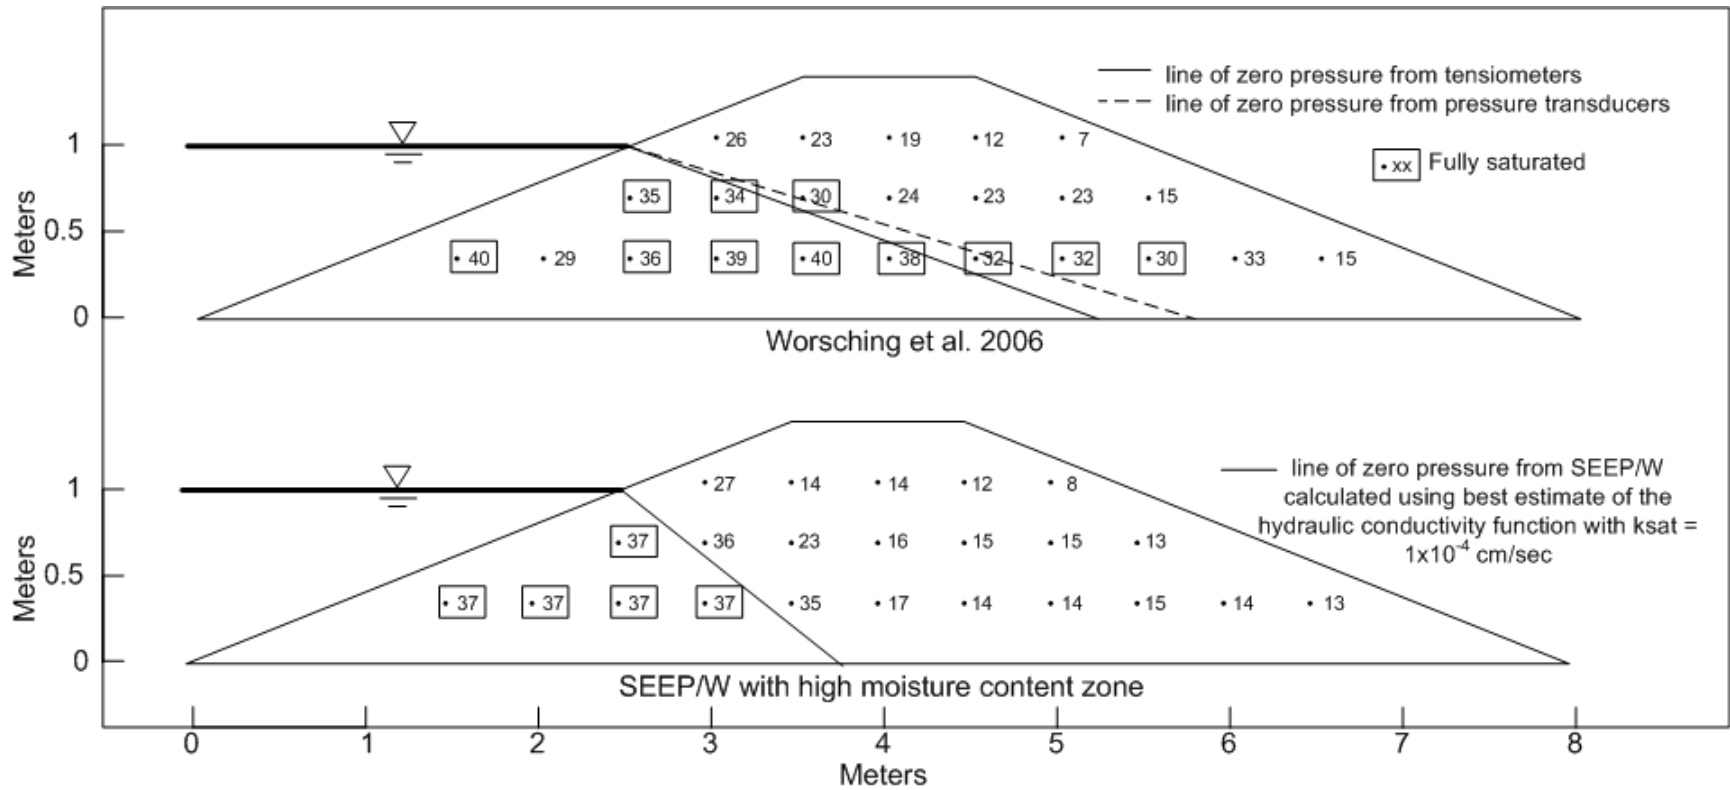 line of zero pressure from tensiometers
line of zero pressure from pressure transducers
1
26 23 19 12 7
xx Fully saturated
35 34 30 24 23 23 15
0.5
40 29 36 39 40 38 32 32 30 33 15
0
Meters
Worsching et al. 2006
line of zero pressure from SEEP/W
calculated using best estimate of the
hydraulic conductivity function with ksat =
1x10-4 cm/sec
1
27 14 14 12 8
37 36 23 16 15 15 13
0.5
37 37 37 37 35 17 14 14 15 14 13
0
Meters
SEEP/W with high moisture content zone
0 1 2 3 4 5 6 7 8
Meters